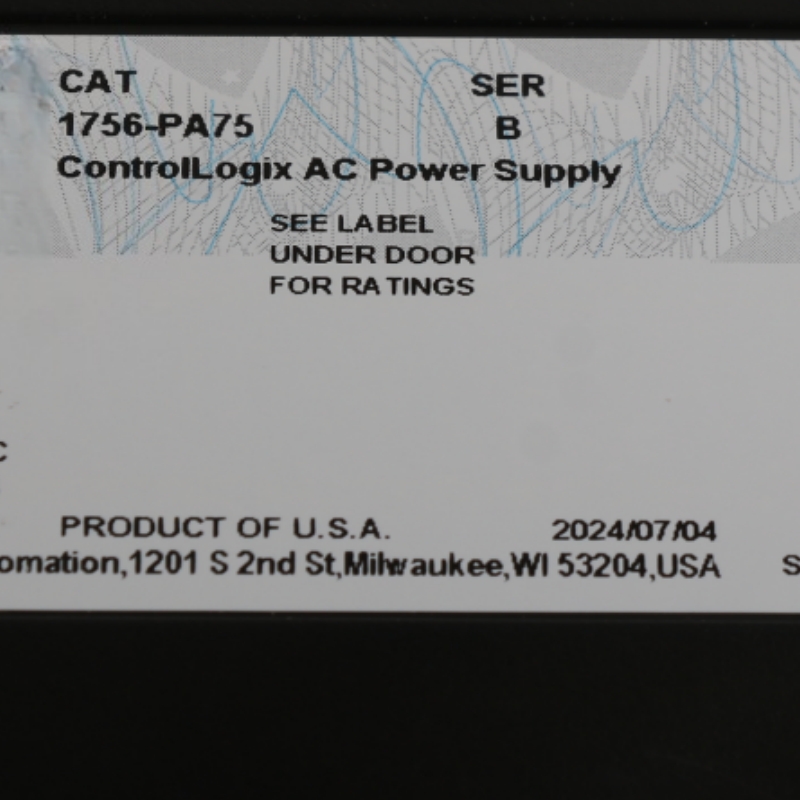 CAT SER
1756-PA75 B
ControlLogix AC Power Supply
SEE LABEL
UNDER DOOR
FOR RATINGS
PRODUCT OF U.S.A. 2024/07/04
omation,1201 S 2nd St,Milwaukee,WI 53204,USA S